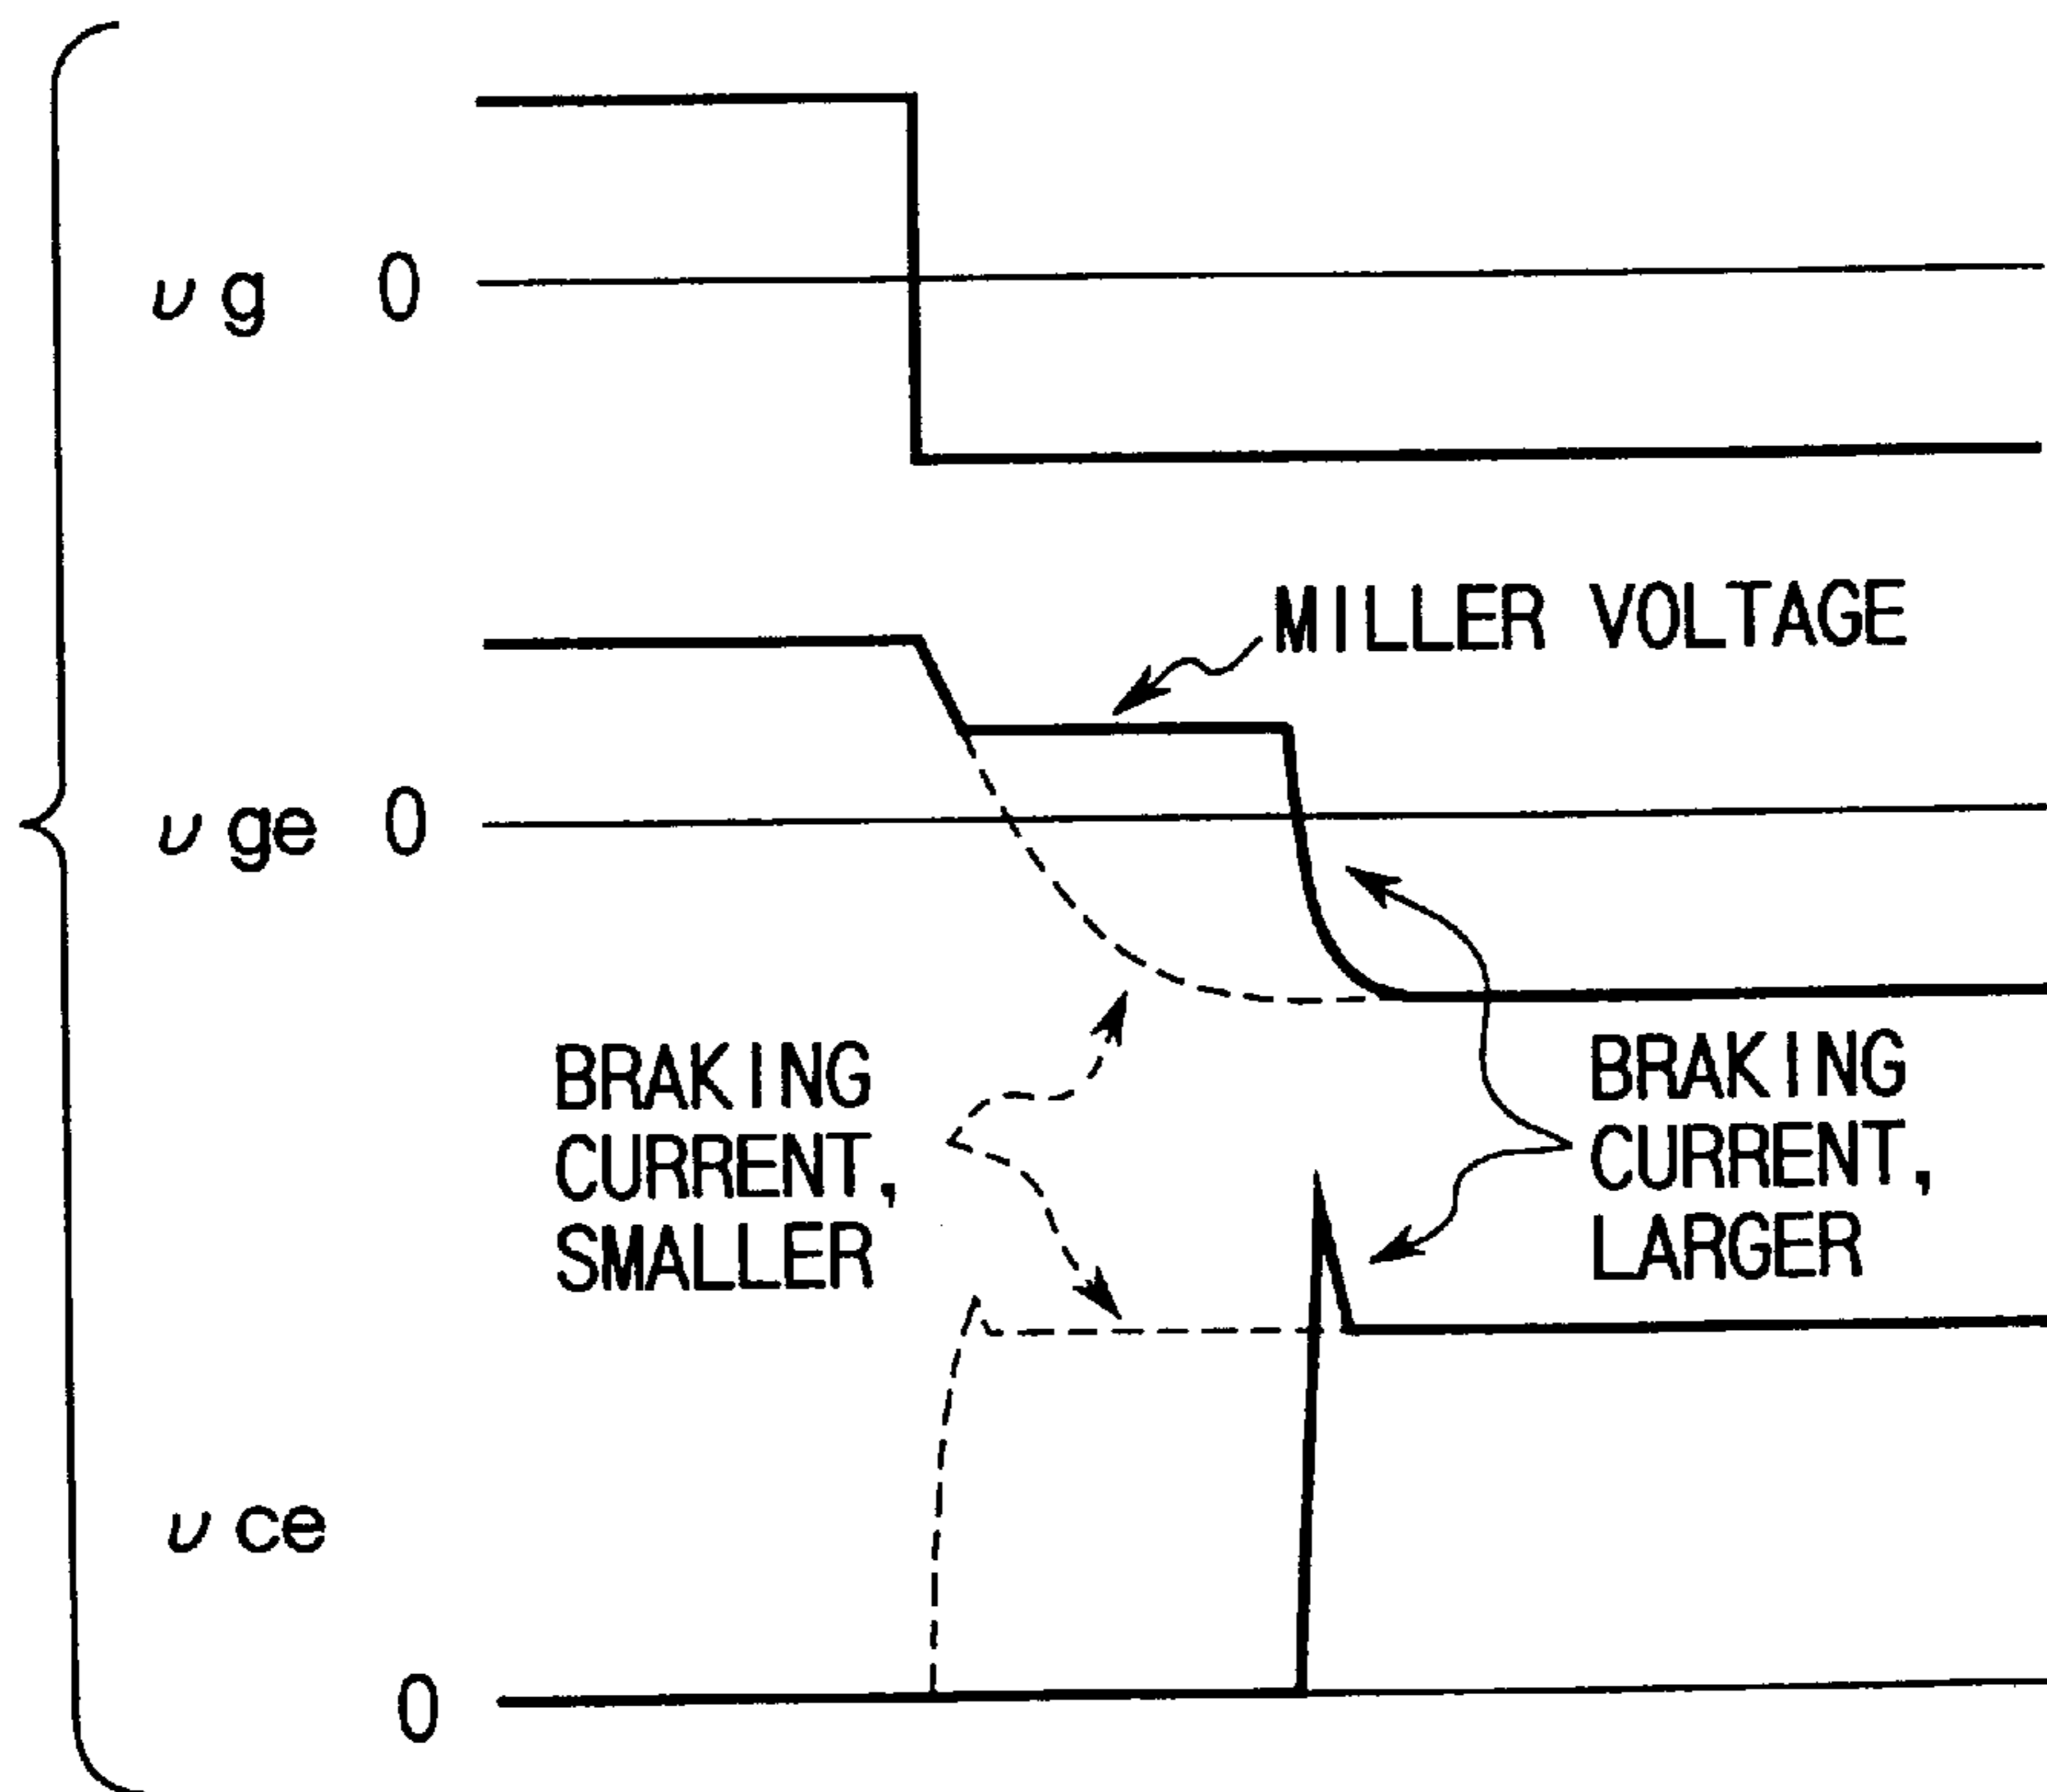 υg 0
MILLER VOLTAGE
υge 0
BRAKING
CURRENT,
SMALLER
BRAKING
CURRENT,
LARGER
υce
0